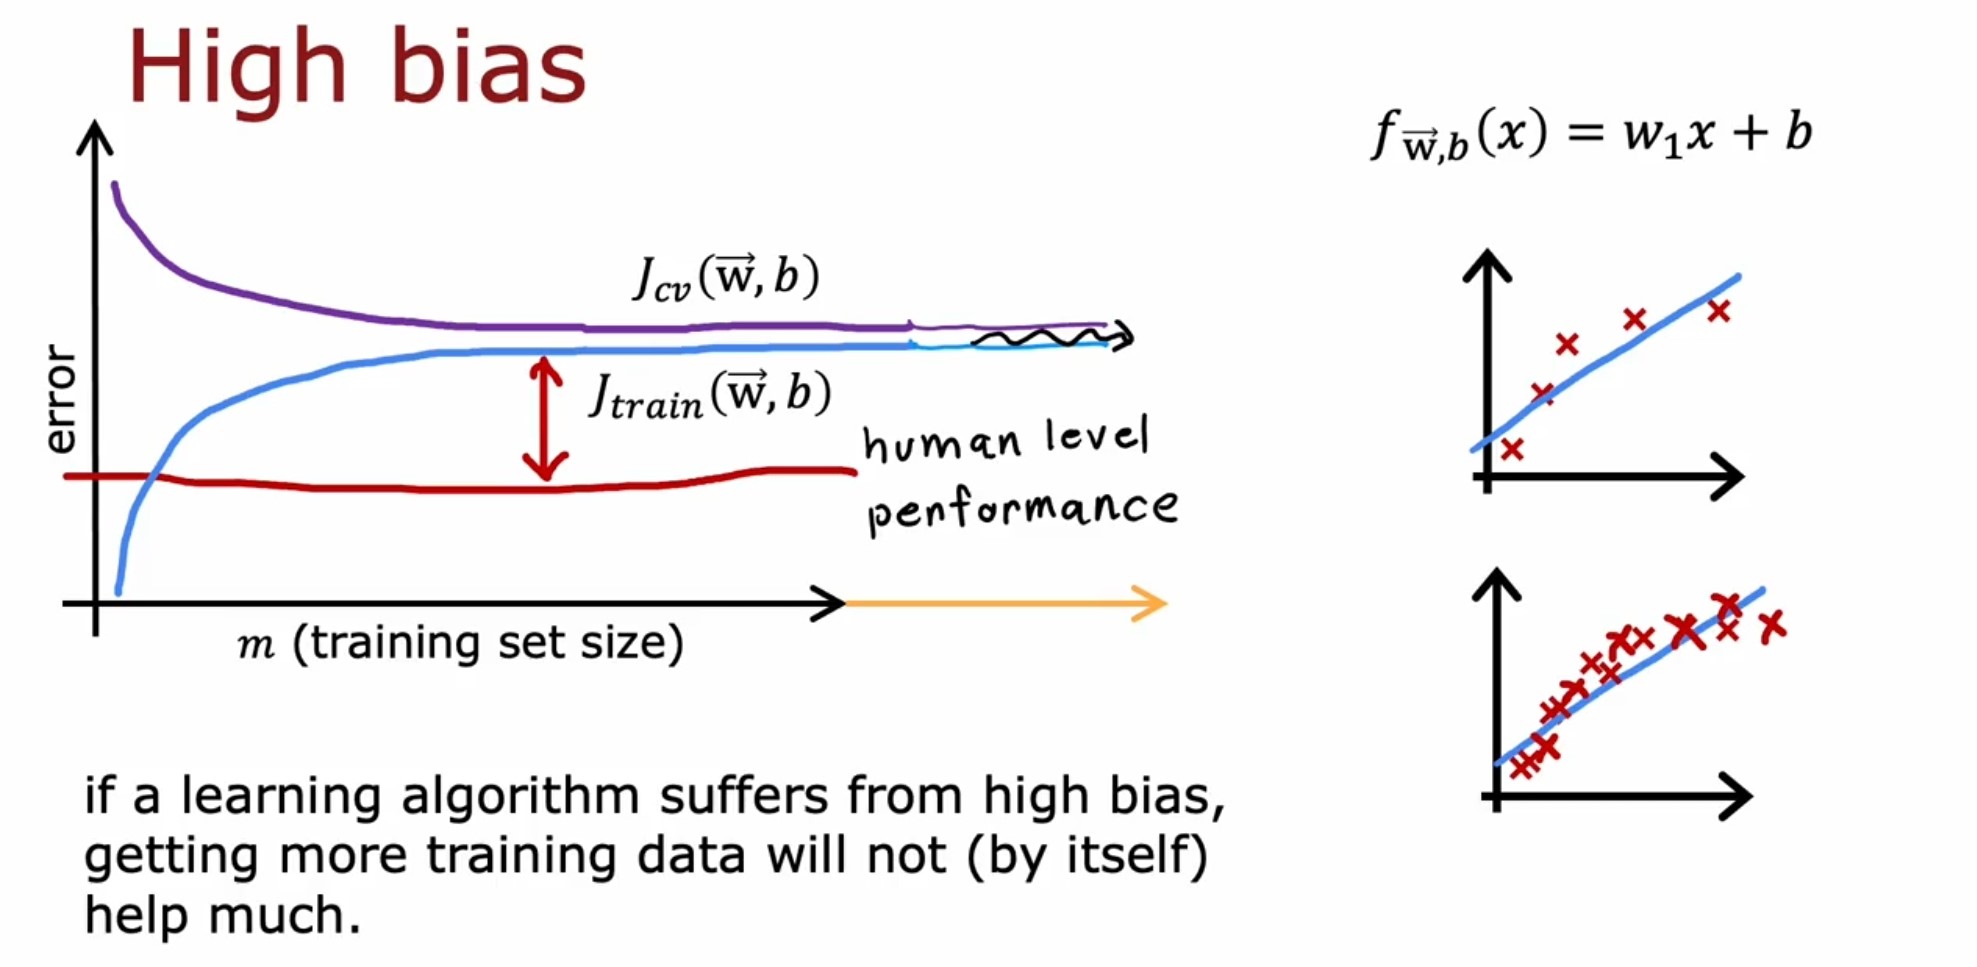 High bias
f_{\vec{w},b}(x) = w₁x + b
J_{cv}(\vec{w}, b)
J_{train}(\vec{w}, b)
human level
performance
error
m (training set size)
if a learning algorithm suffers from high bias,
getting more training data will not (by itself)
help much.